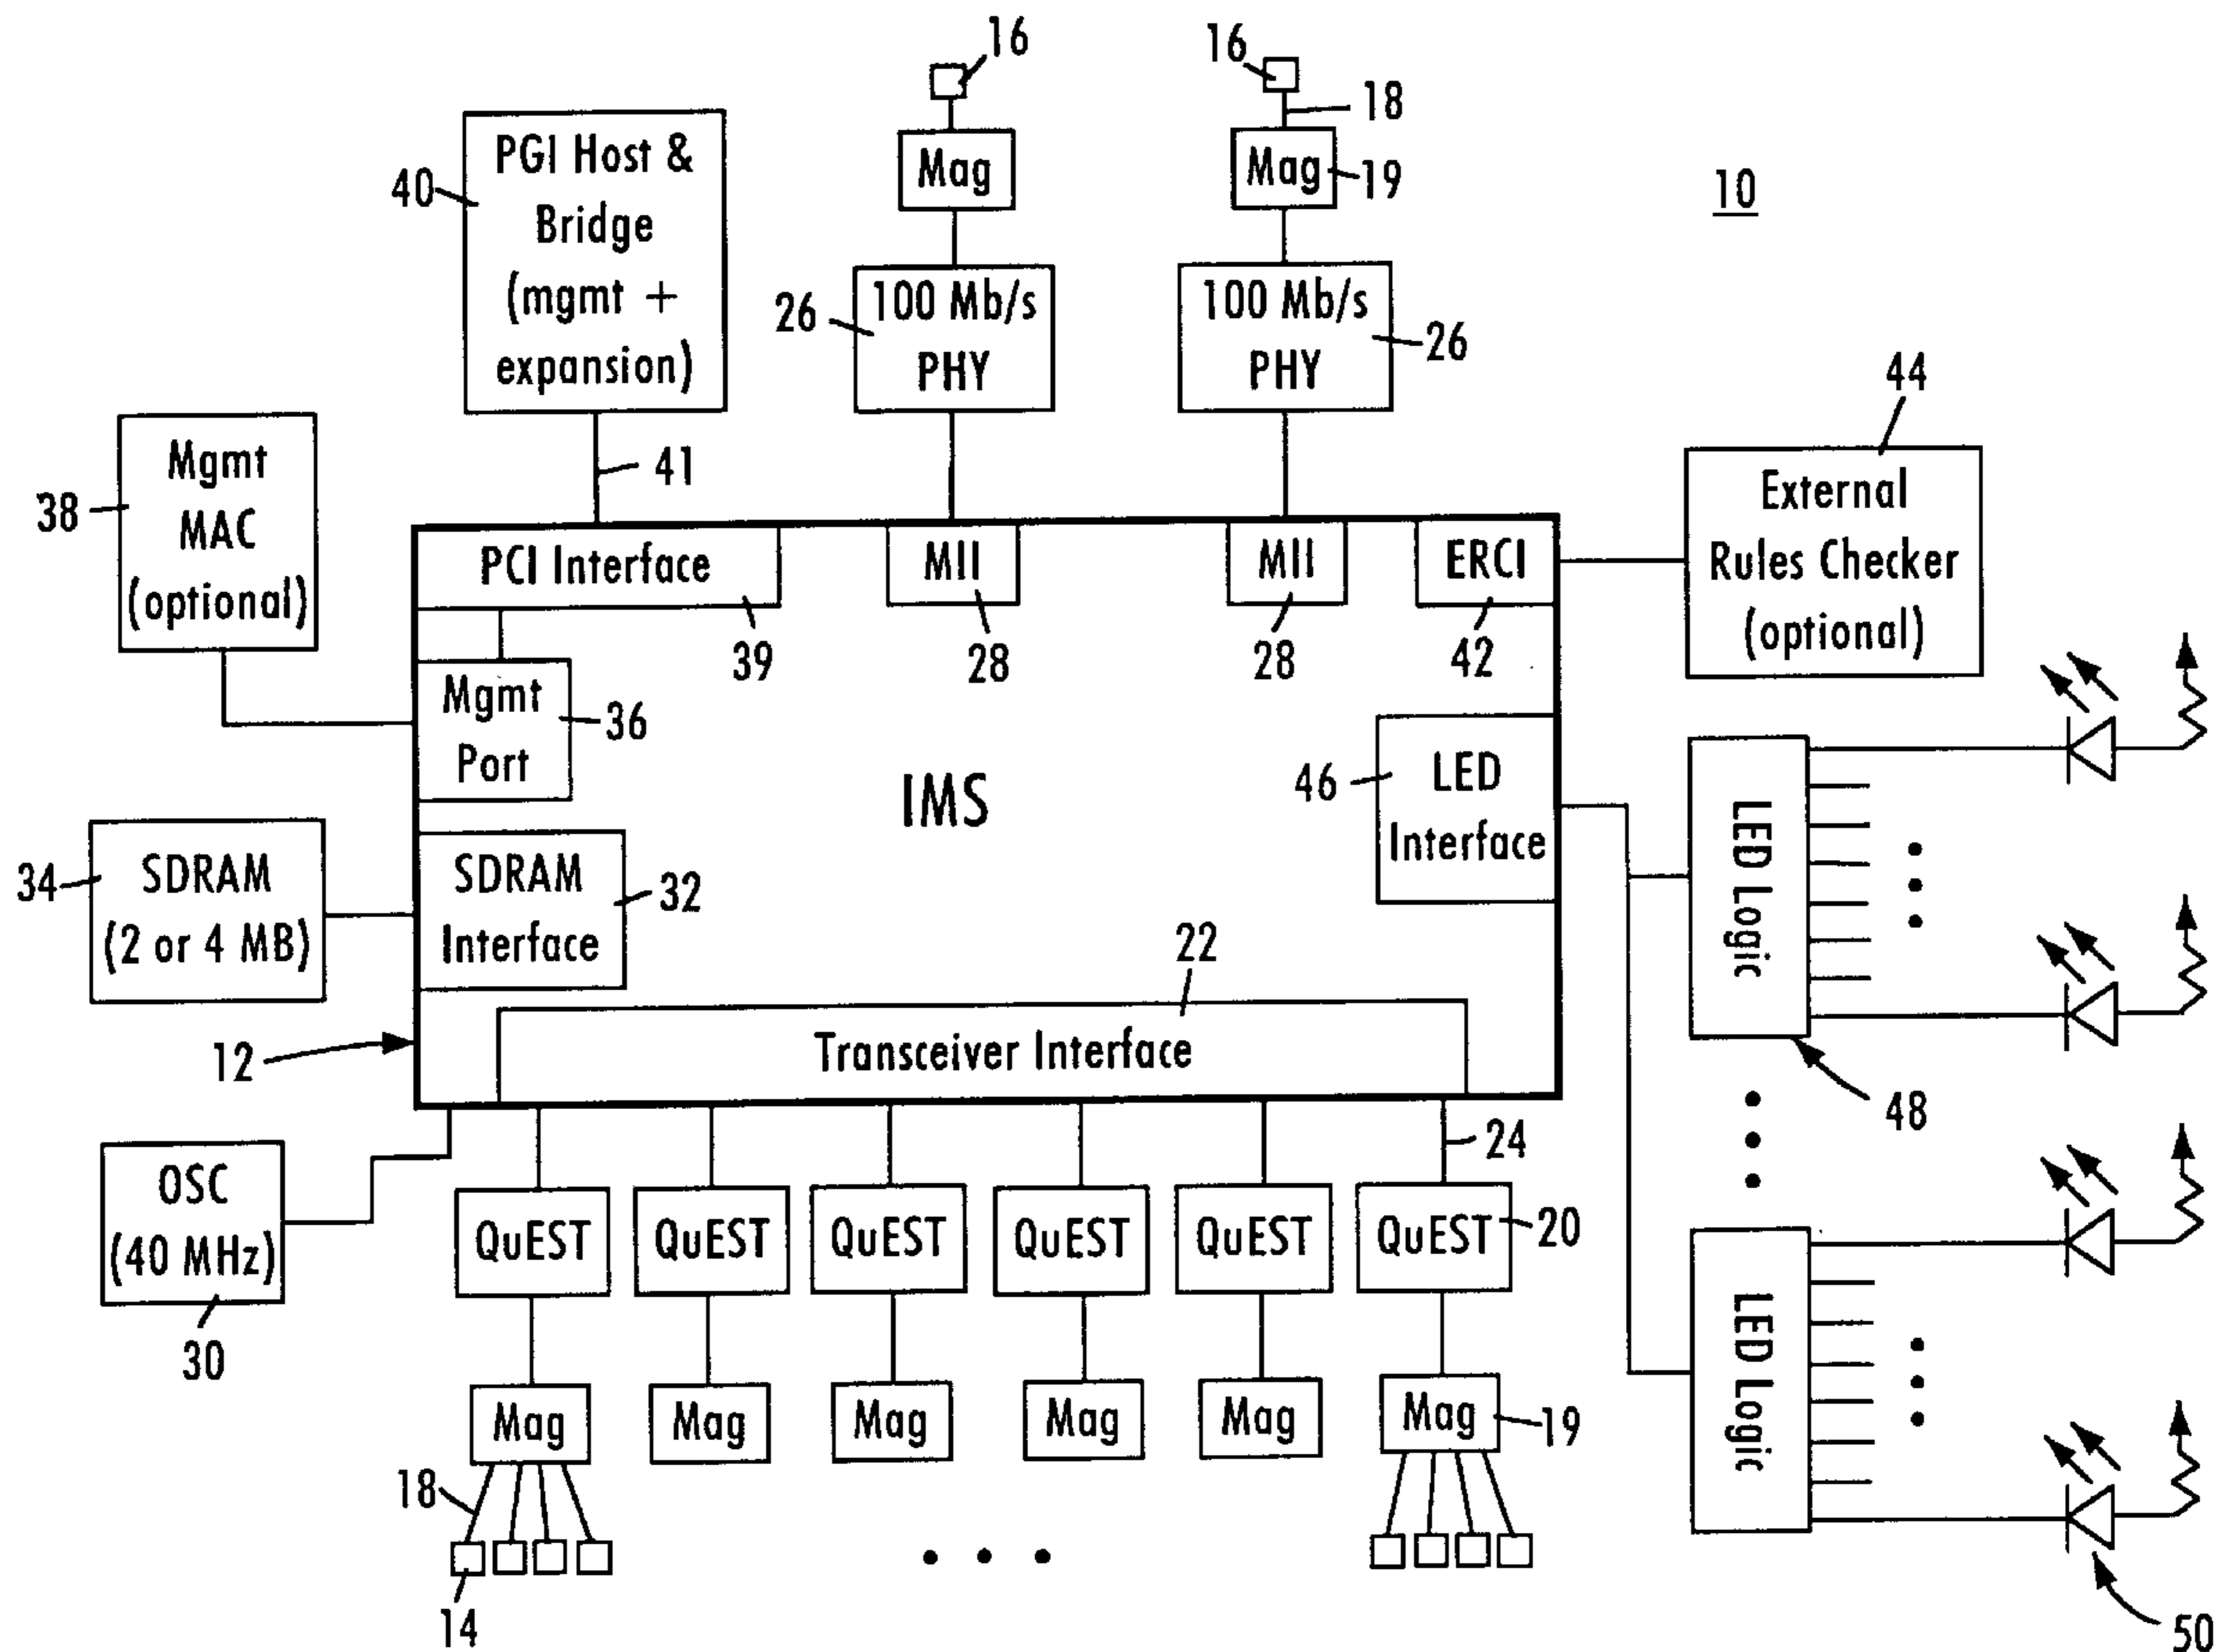 16
16
18
PGI Host &
Bridge
(mgmt +
expansion)
40
Mag
Mag
19
10
26
100 Mb/s
PHY
100 Mb/s
PHY
26
44
41
Mgmt
MAC
(optional)
38
External
Rules Checker
(optional)
PCI Interface
MII
MII
ERCI
39
28
28
42
Mgmt
Port
36
IMS
46
LED
Interface
LED Logic
34
SDRAM
(2 or 4 MB)
SDRAM
Interface
32
22
Transceiver Interface
12
48
24
OSC
(40 MHz)
30
QuEST
QuEST
QuEST
QuEST
QuEST
QuEST
20
LED Logic
Mag
Mag
Mag
Mag
Mag
Mag
19
18
14
50